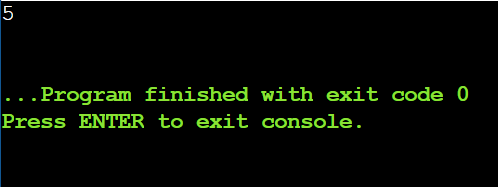 5
...Program finished with exit code 0
Press ENTER to exit console.